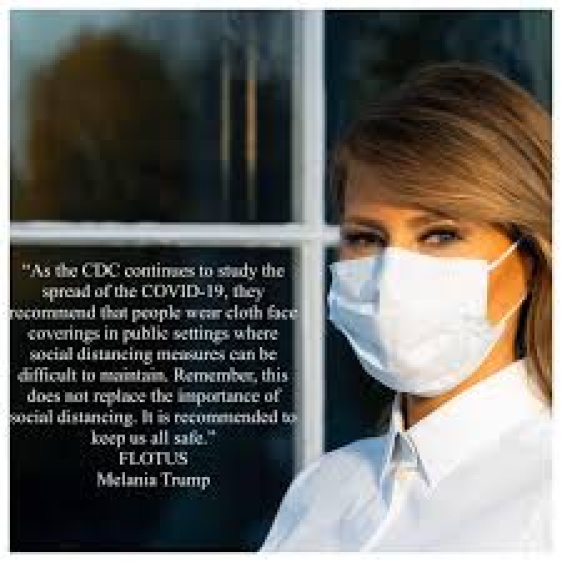 "As the CDC continues to study the
spread of the COVID-19, they
recommend that people wear cloth face
coverings in public settings where
social distancing measures can be
difficult to maintain. Remember, this
does not replace the importance of
social distancing. It is recommended to
keep us all safe."
FLOTUS
Melania Trump